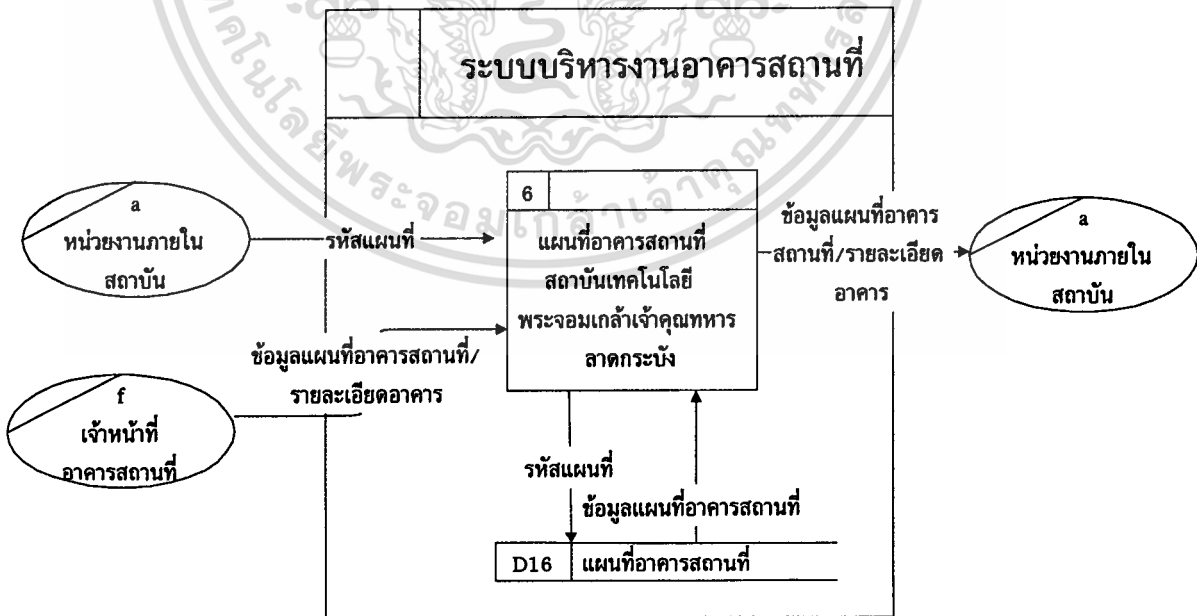 ระบบบริหารงานอาคารสถานที่
a
หน่วยงานภายใน
สถาบัน
รหัสแผนที่
6
แผนที่อาคารสถานที่
สถาบันเทคโนโลยี
พระจอมเกล้าเจ้าคุณทหาร
ลาดกระบัง
ข้อมูลแผนที่อาคาร
สถานที่/รายละเอียด
อาคาร
a
หน่วยงานภายใน
สถาบัน
ข้อมูลแผนที่อาคารสถานที่/
รายละเอียดอาคาร
f
เจ้าหน้าที่
อาคารสถานที่
รหัสแผนที่
ข้อมูลแผนที่อาคารสถานที่
D16 แผนที่อาคารสถานที่